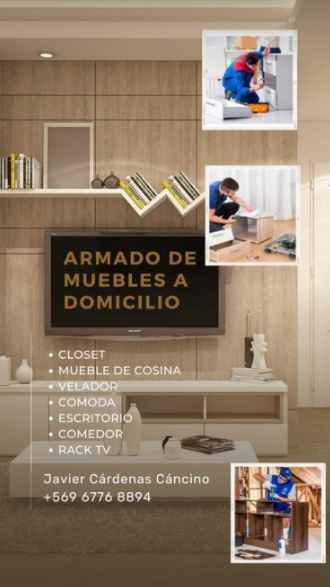 ARMADO DE
MUEBLES A
DOMICILIO
• CLOSET
• MUEBLE DE COSINA
• VELADOR
• COMODA
• ESCRITORIO
• COMEDOR
• RACK TV
Javier Cárdenas Cáncino
+569 6776 8894